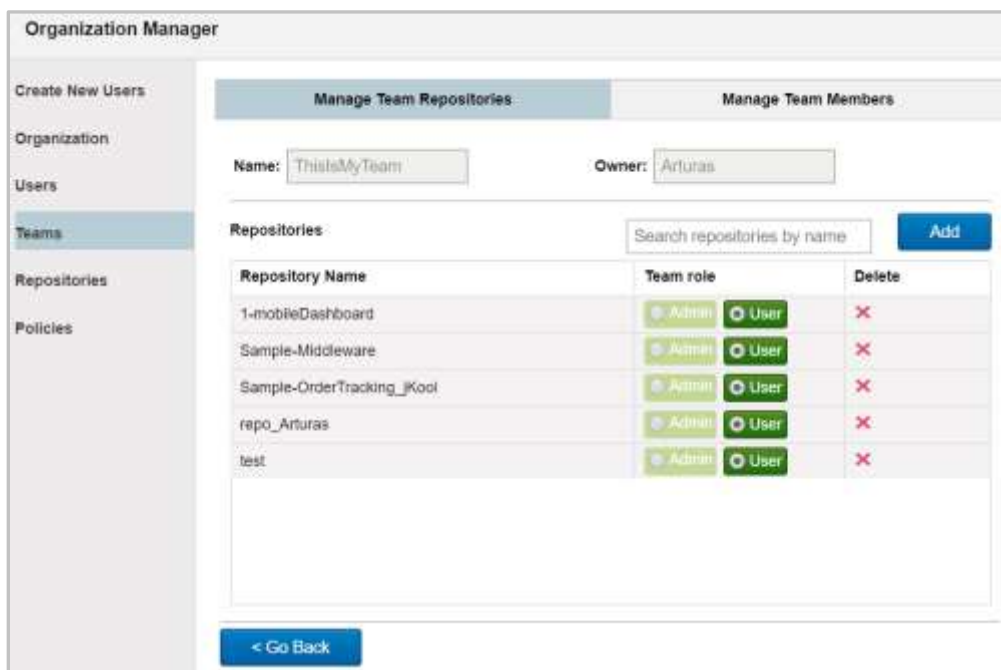 Organization Manager
Create New Users
Organization
Users
Teams
Repositories
Policies
Manage Team Repositories Manage Team Members
Name: ThisIsMyTeam Owner: Arturas
Repositories Search repositories by name Add
Repository Name Team role Delete
1-mobileDashboard Admin User
Sample-Middleware Admin User
Sample-OrderTracking_jKool Admin User
repo_Arturas Admin User
test Admin User
< Go Back